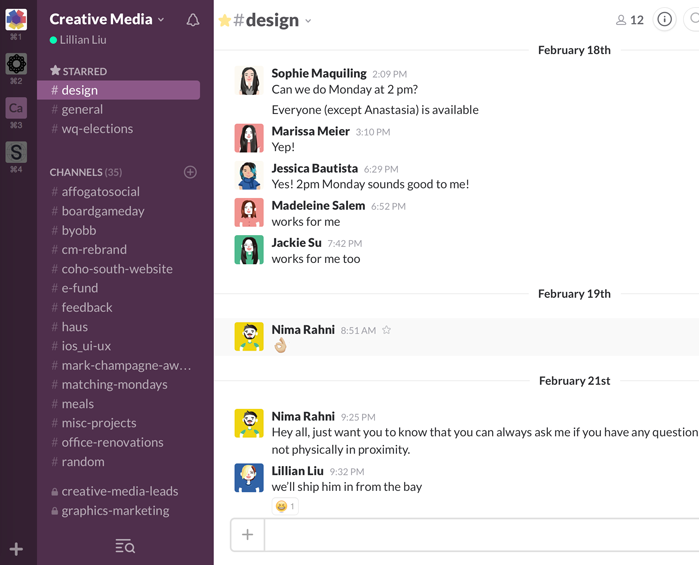 ⌘1
⌘2
Ca
⌘3
S
⌘4
Creative Media
Lillian Liu
STARRED
# design
# general
# wq-elections
CHANNELS (35)
# affogatosocial
# boardgameday
# byobb
# cm-rebrand
# coho-south-website
# e-fund
# feedback
# haus
# ios_ui-ux
# mark-champagne-aw…
# matching-mondays
# meals
# misc-projects
# office-renovations
# random
creative-media-leads
graphics-marketing
#design
12
February 18th
Sophie Maquiling 2:09 PM
Can we do Monday at 2 pm?
Everyone (except Anastasia) is available
Marissa Meier 3:10 PM
Yep!
Jessica Bautista 6:29 PM
Yes! 2pm Monday sounds good to me!
Madeleine Salem 6:52 PM
works for me
Jackie Su 7:42 PM
works for me too
February 19th
Nima Rahni 8:51 AM
👌🏼
February 21st
Nima Rahni 9:25 PM
Hey all, just want you to know that you can always ask me if you have any question
not physically in proximity.
Lillian Liu 9:32 PM
we'll ship him in from the bay
😄 1